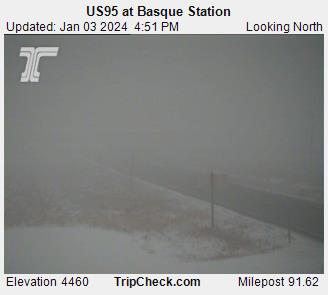 US95 at Basque Station
Updated: Jan 03 2024 4:51 PM Looking North
Elevation 4460 TripCheck.com Milepost 91.62